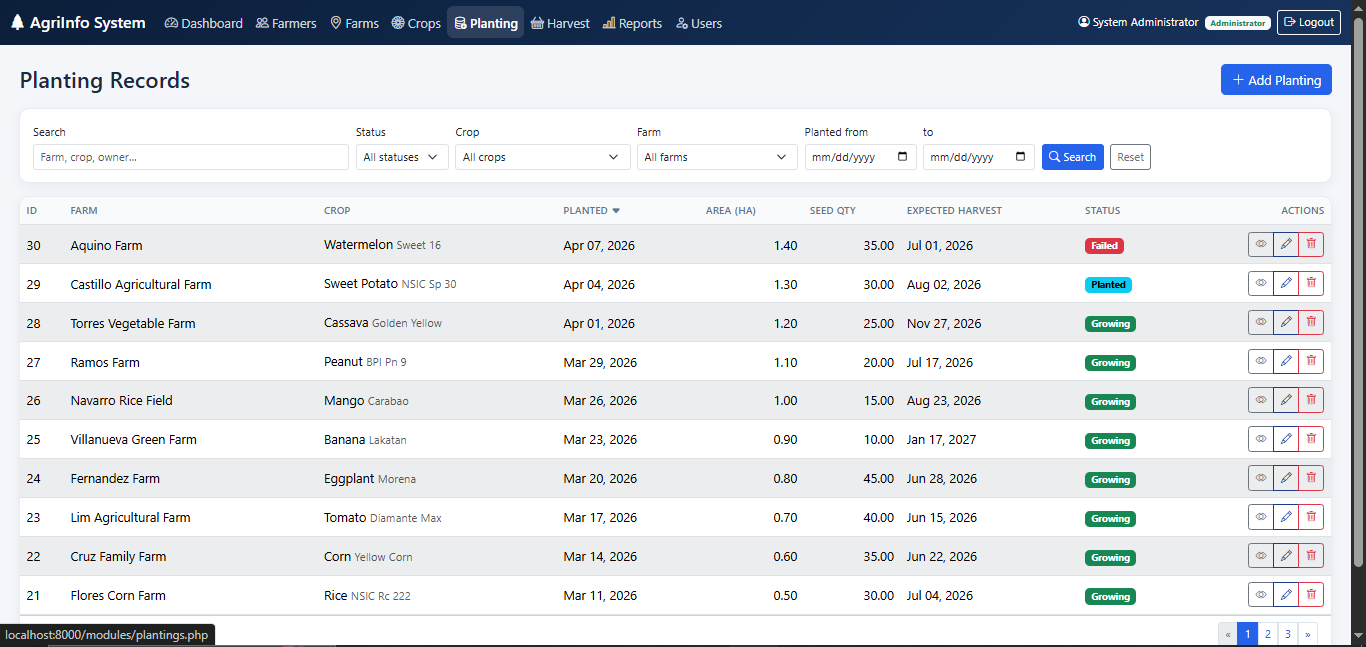 AgriInfo System Dashboard Farmers Farms Crops Planting Harvest Reports Users System Administrator Administrator Logout
Planting Records + Add Planting
Search Status Crop Farm Planted from to
Farm, crop, owner... All statuses All crops All farms mm/dd/yyyy mm/dd/yyyy Search Reset
ID FARM CROP PLANTED AREA (HA) SEED QTY EXPECTED HARVEST STATUS ACTIONS
30 Aquino Farm Watermelon Sweet 16 Apr 07, 2026 1.40 35.00 Jul 01, 2026 Failed
29 Castillo Agricultural Farm Sweet Potato NSIC Sp 30 Apr 04, 2026 1.30 30.00 Aug 02, 2026 Planted
28 Torres Vegetable Farm Cassava Golden Yellow Apr 01, 2026 1.20 25.00 Nov 27, 2026 Growing
27 Ramos Farm Peanut BPI Pn 9 Mar 29, 2026 1.10 20.00 Jul 17, 2026 Growing
26 Navarro Rice Field Mango Carabao Mar 26, 2026 1.00 15.00 Aug 23, 2026 Growing
25 Villanueva Green Farm Banana Lakatan Mar 23, 2026 0.90 10.00 Jan 17, 2027 Growing
24 Fernandez Farm Eggplant Morena Mar 20, 2026 0.80 45.00 Jun 28, 2026 Growing
23 Lim Agricultural Farm Tomato Diamante Max Mar 17, 2026 0.70 40.00 Jun 15, 2026 Growing
22 Cruz Family Farm Corn Yellow Corn Mar 14, 2026 0.60 35.00 Jun 22, 2026 Growing
21 Flores Corn Farm Rice NSIC Rc 222 Mar 11, 2026 0.50 30.00 Jul 04, 2026 Growing
localhost:8000/modules/plantings.php « 1 2 3 »